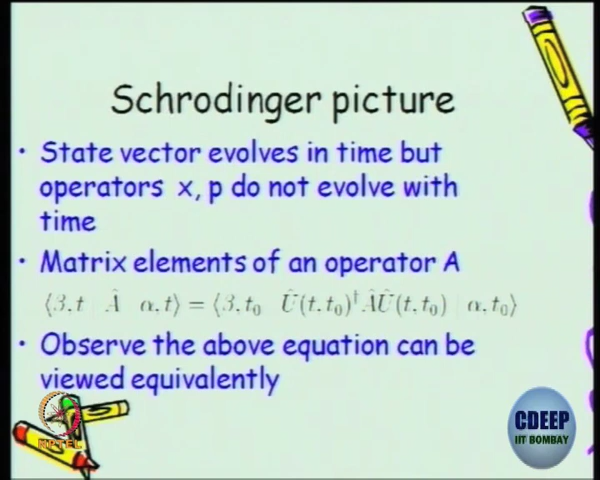 Schrodinger picture
• State vector evolves in time but
operators x, p do not evolve with
time
• Matrix elements of an operator A
⟨β, t | Â | α, t⟩ = ⟨β, t₀ | Û(t, t₀)† Â Û(t, t₀) | α, t₀⟩
• Observe the above equation can be
viewed equivalently
NPTEL
CDEEP
IIT BOMBAY